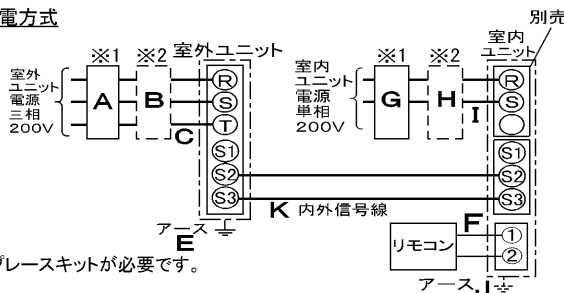 電方式
別売
※1 ※2 室外ユニット
※1 ※2 室内
ユニット
室外
ユニット
電源
三相
200V
A B C
R
S
T
S1
S2
S3
室内
ユニット
電源
単相
200V
G H I
R
S
S1
S2
S3
K 内外信号線
アース
E
F
リモコン
1
2
レースキットが必要です。
アース J